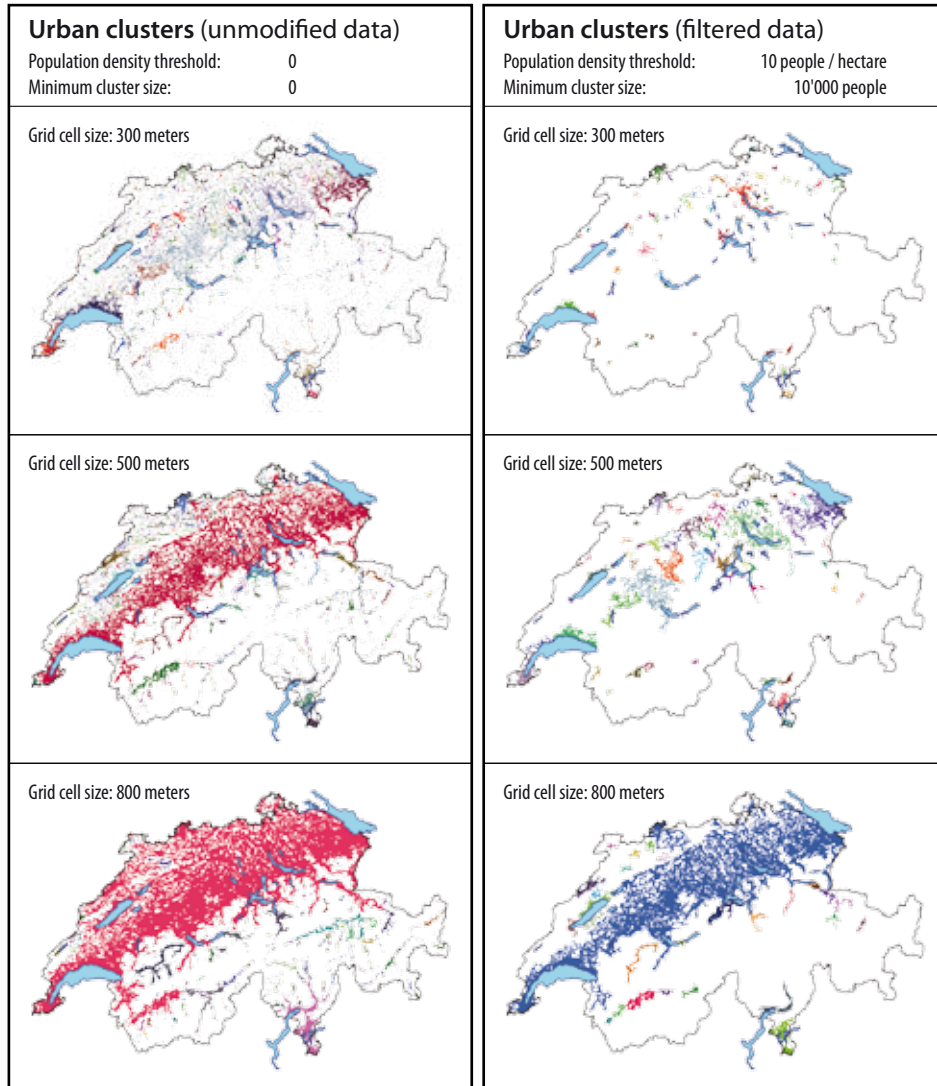 Urban clusters (unmodified data)
Population density threshold: 0
Minimum cluster size: 0
Grid cell size: 300 meters
Grid cell size: 500 meters
Grid cell size: 800 meters
Urban clusters (filtered data)
Population density threshold: 10 people / hectare
Minimum cluster size: 10'000 people
Grid cell size: 300 meters
Grid cell size: 500 meters
Grid cell size: 800 meters